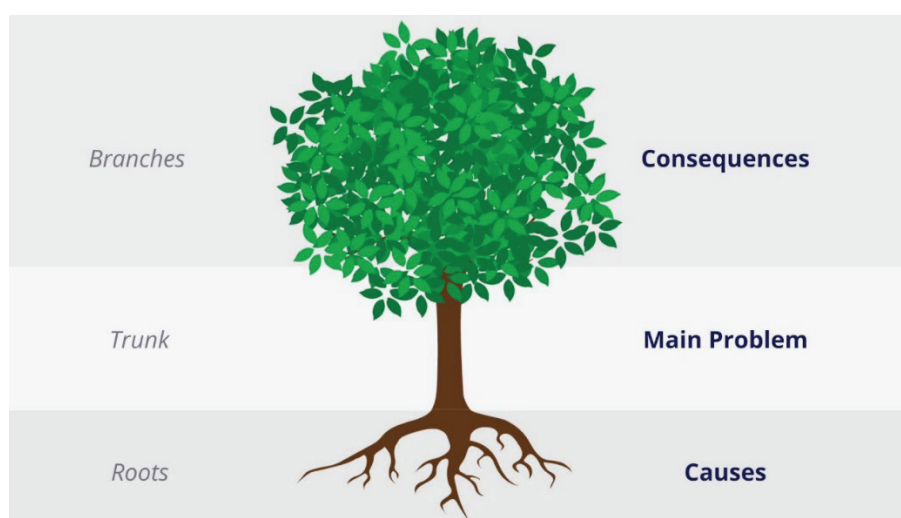 Branches
Consequences
Trunk
Main Problem
Roots
Causes